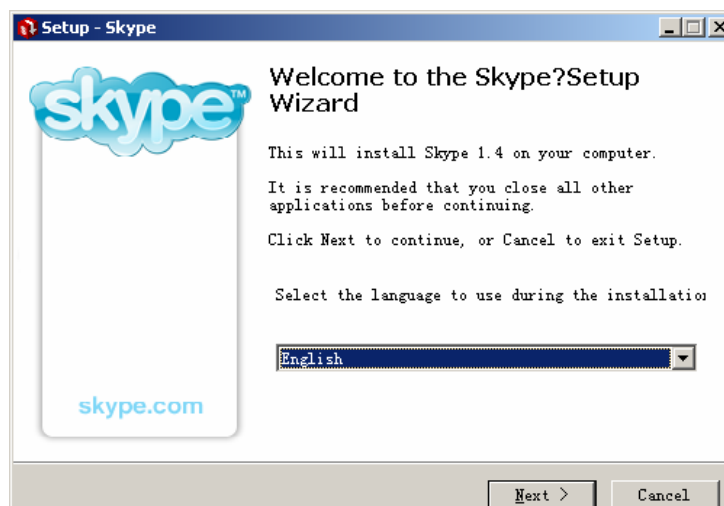 Setup - Skype
skype™
Welcome to the Skype?Setup
Wizard
This will install Skype 1.4 on your computer.
It is recommended that you close all other
applications before continuing.
Click Next to continue, or Cancel to exit Setup.
Select the language to use during the installatio
English
skype.com
Next >
Cancel